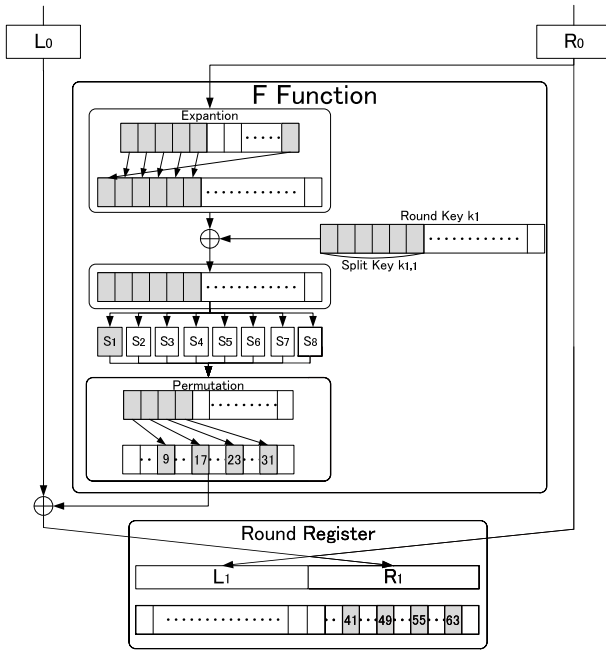 L0
R0
F Function
Expantion
Round Key k1
Split Key k1,1
S1 S2 S3 S4 S5 S6 S7 S8
Permutation
9 17 23 31
Round Register
L1 R1
41 49 55 63